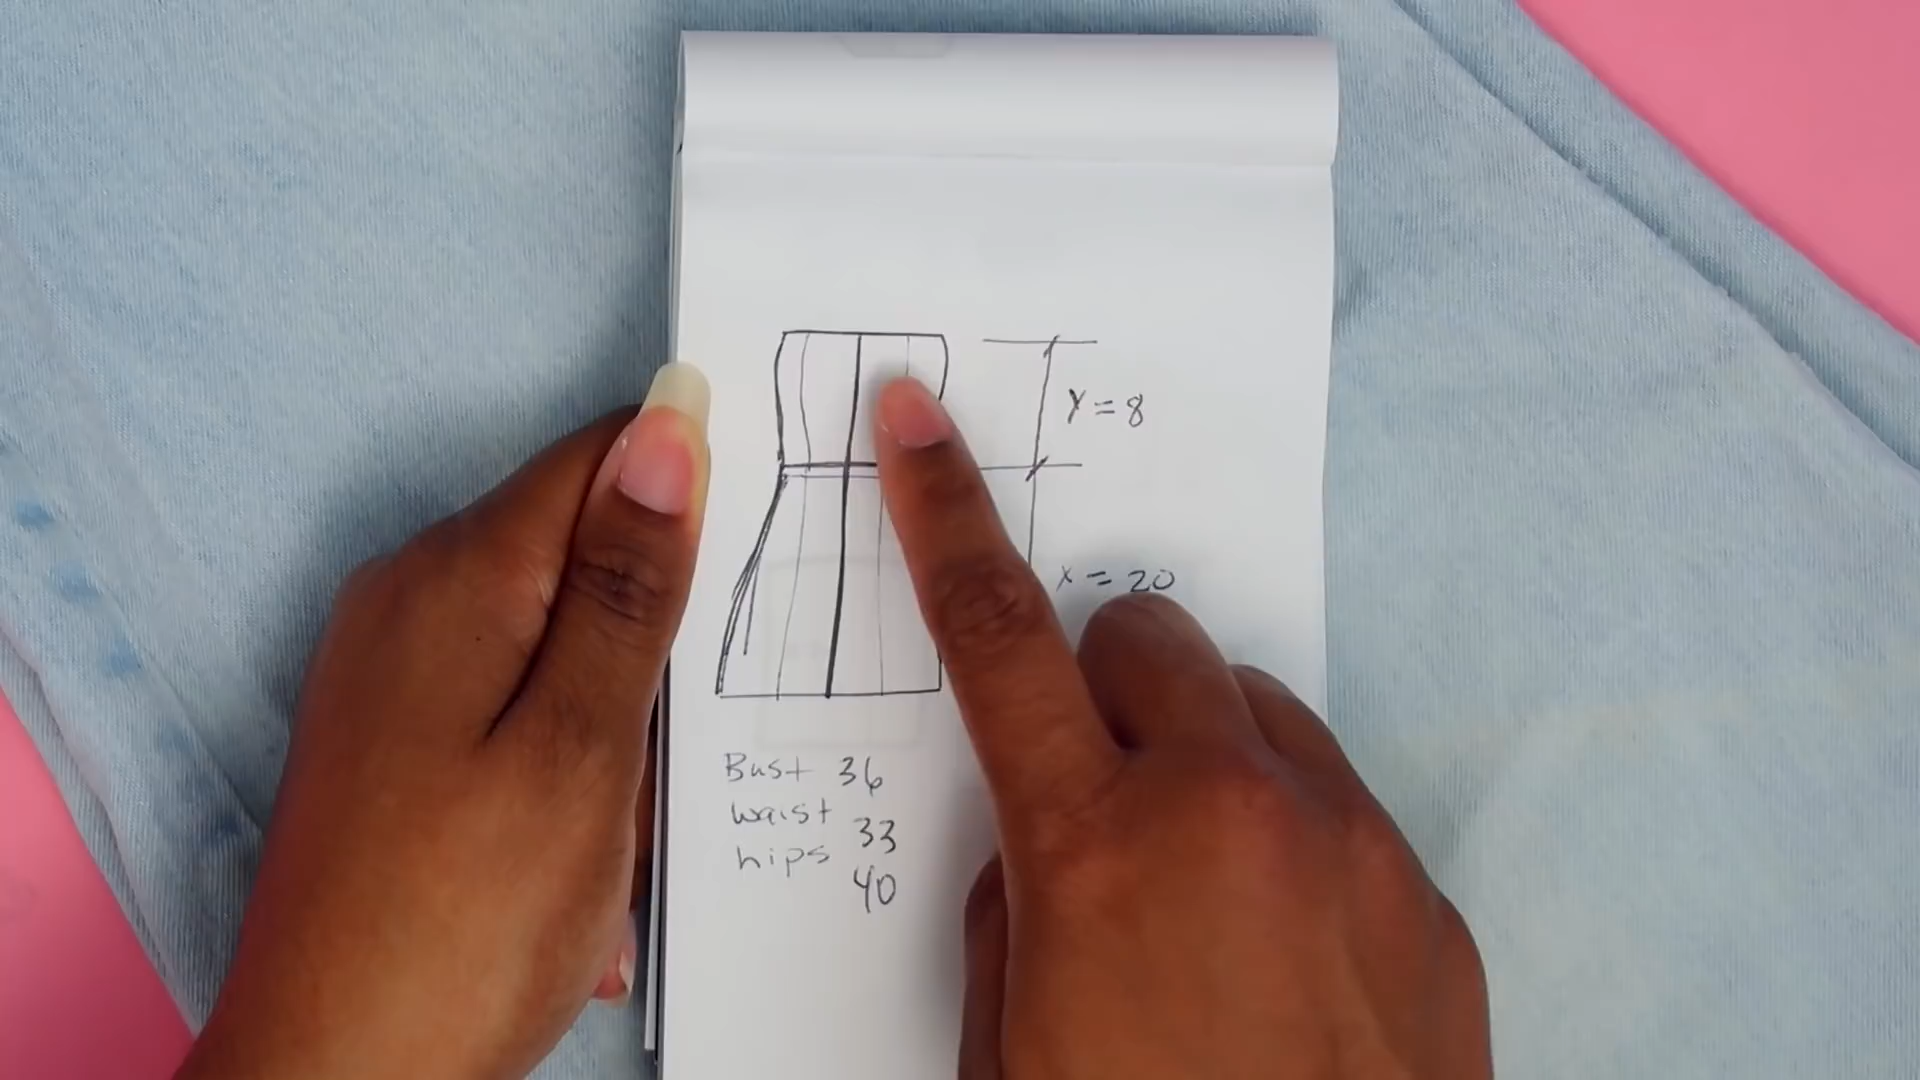 Y = 8
x = 20
Bust 36
waist 33
hips 40